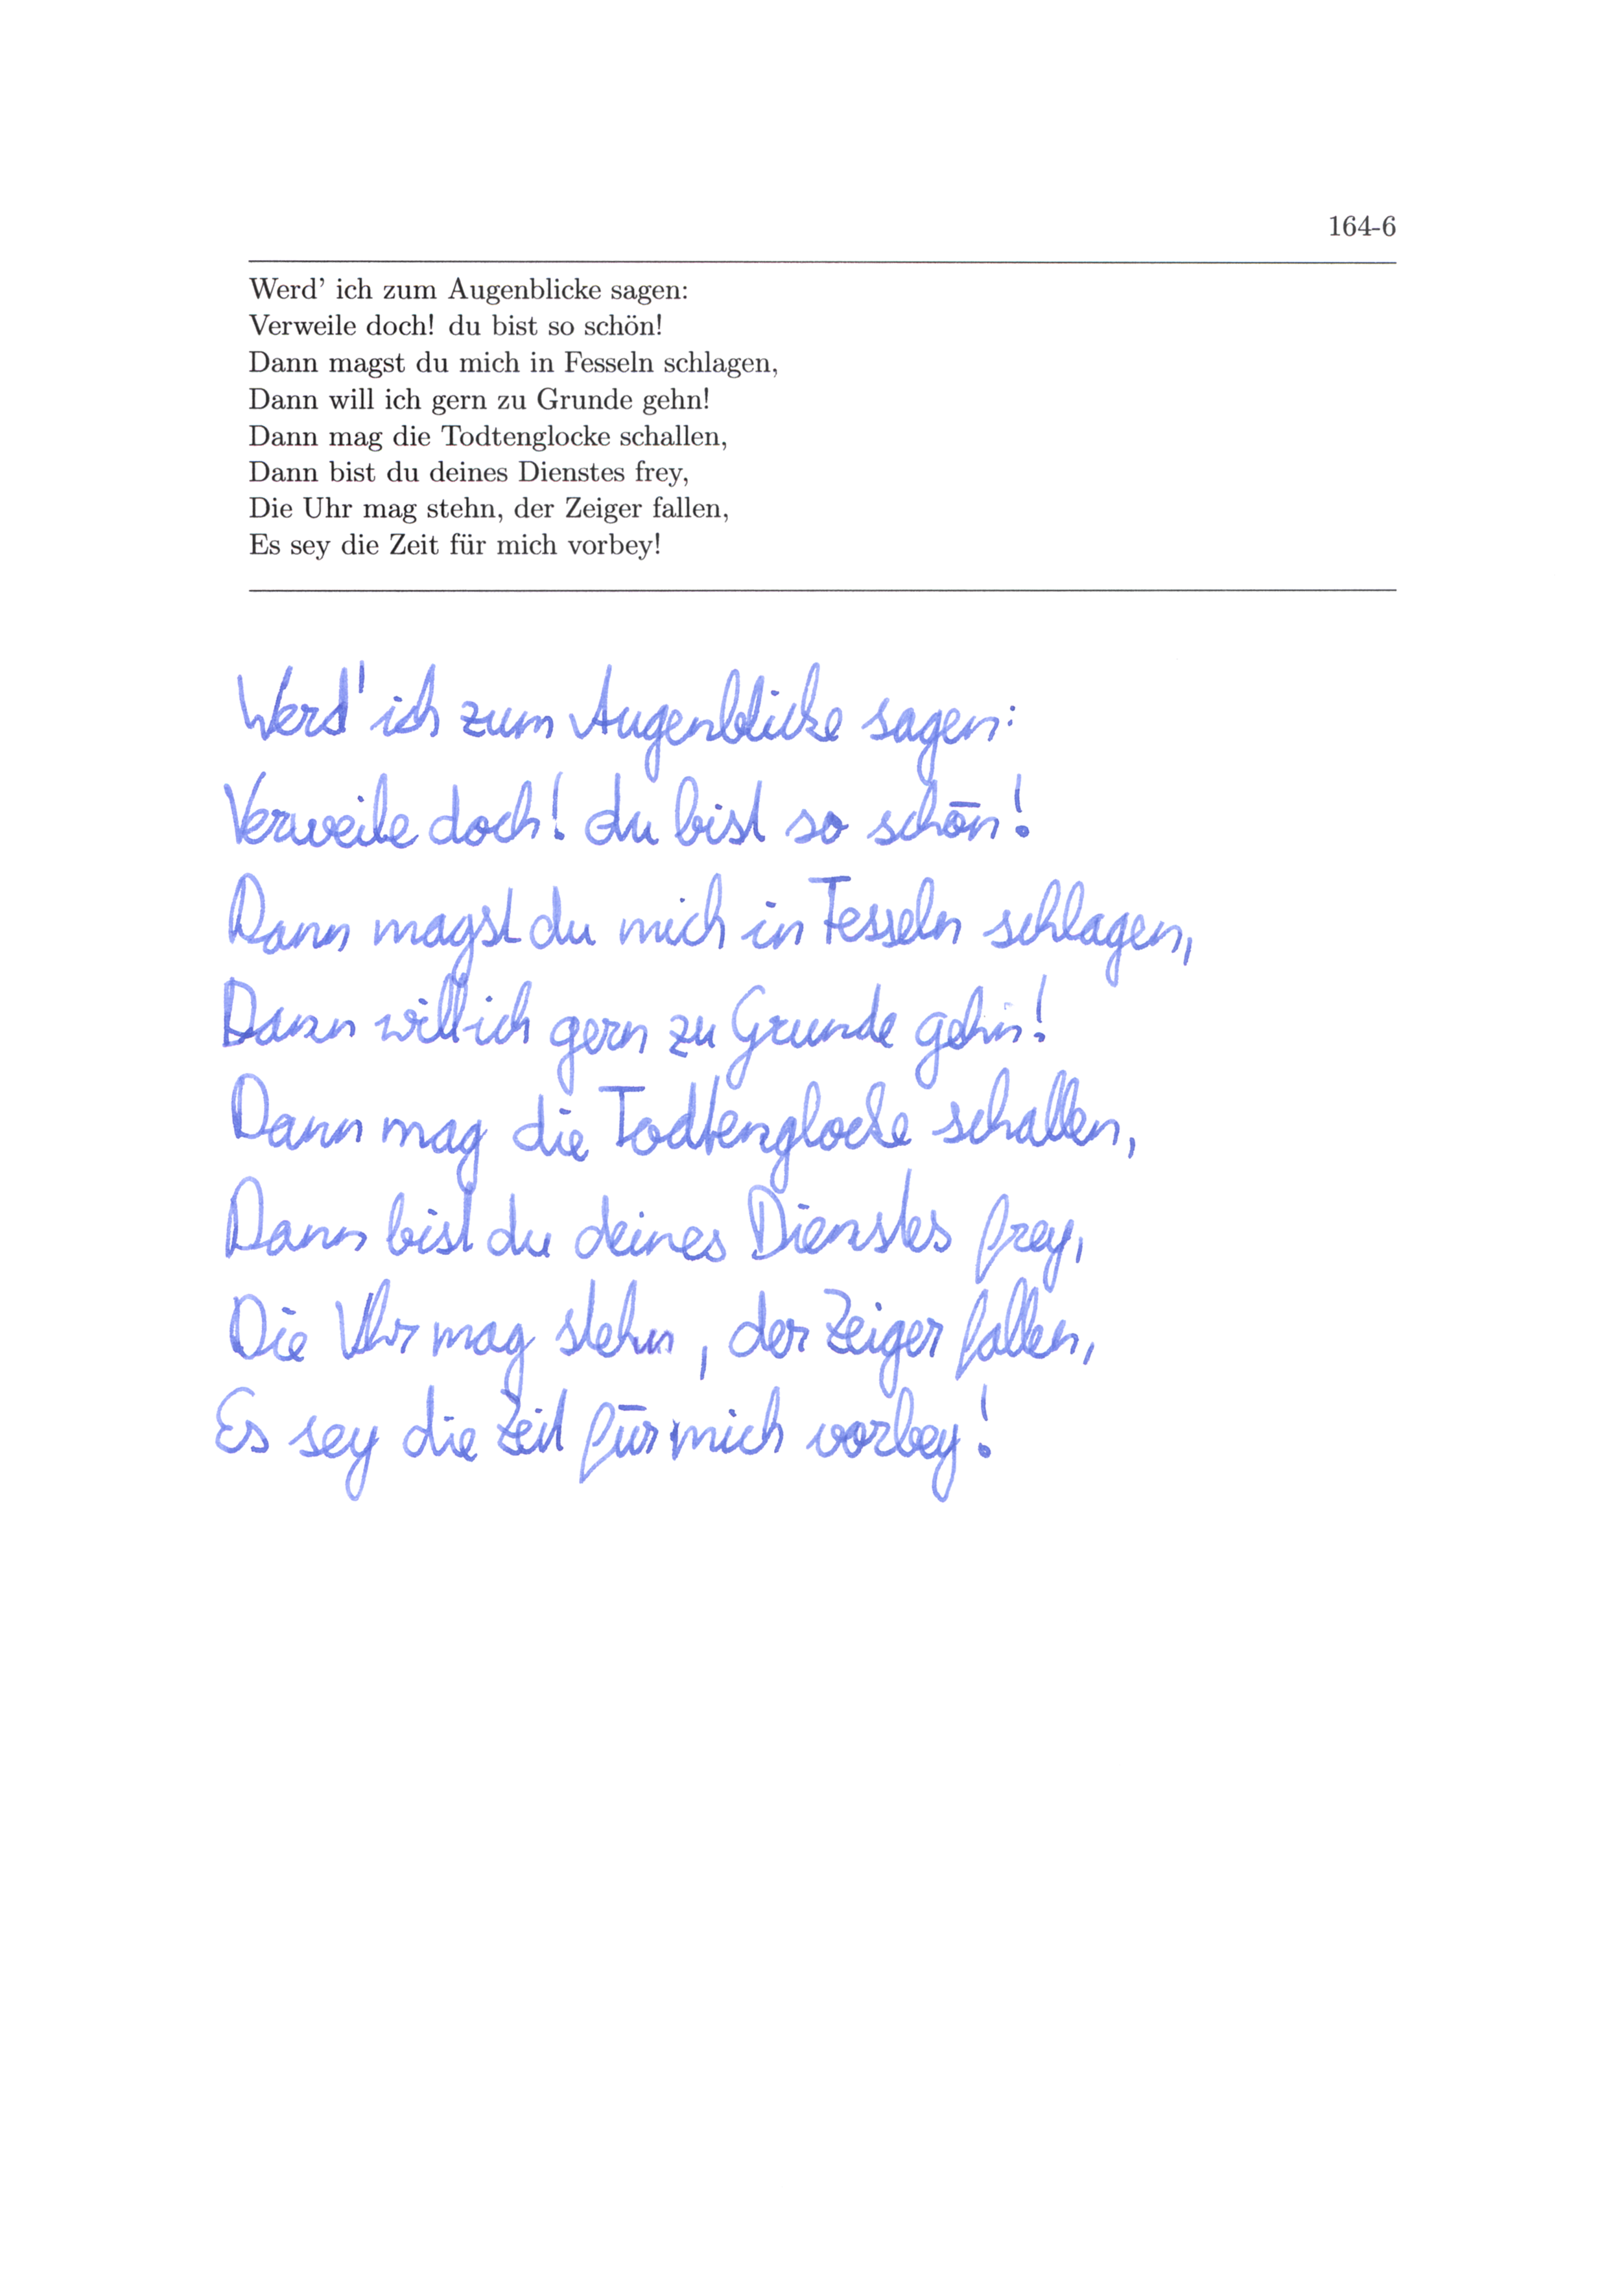 164-6
Werd’ ich zum Augenblicke sagen:
Verweile doch! du bist so schön!
Dann magst du mich in Fesseln schlagen,
Dann will ich gern zu Grunde gehn!
Dann mag die Todtenglocke schallen,
Dann bist du deines Dienstes frey,
Die Uhr mag stehn, der Zeiger fallen,
Es sey die Zeit für mich vorbey!
Werd' ich zum Augenblicke sagen:
Verweile doch! du bist so schön!
Dann magst du mich in Fesseln schlagen,
Dann will ich gern zu Grunde gehn!
Dann mag die Todtenglocke schallen,
Dann bist du deines Dienstes frey,
Die Uhr mag stehn, der Zeiger fallen,
Es sey die Zeit für mich vorbey!